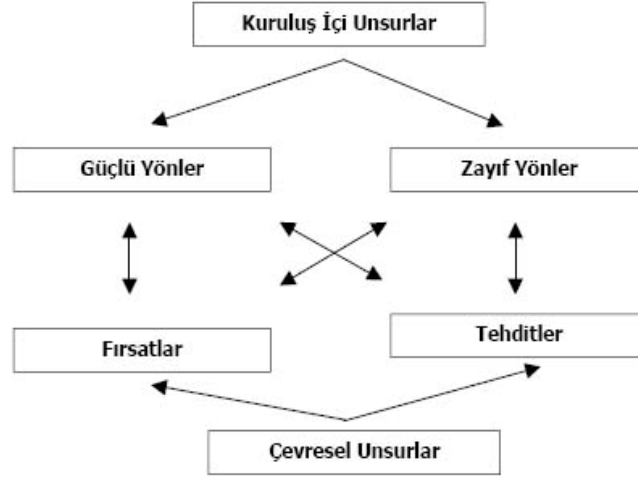 Kuruluş İçi Unsurlar
Güçlü Yönler
Zayıf Yönler
Fırsatlar
Tehditler
Çevresel Unsurlar